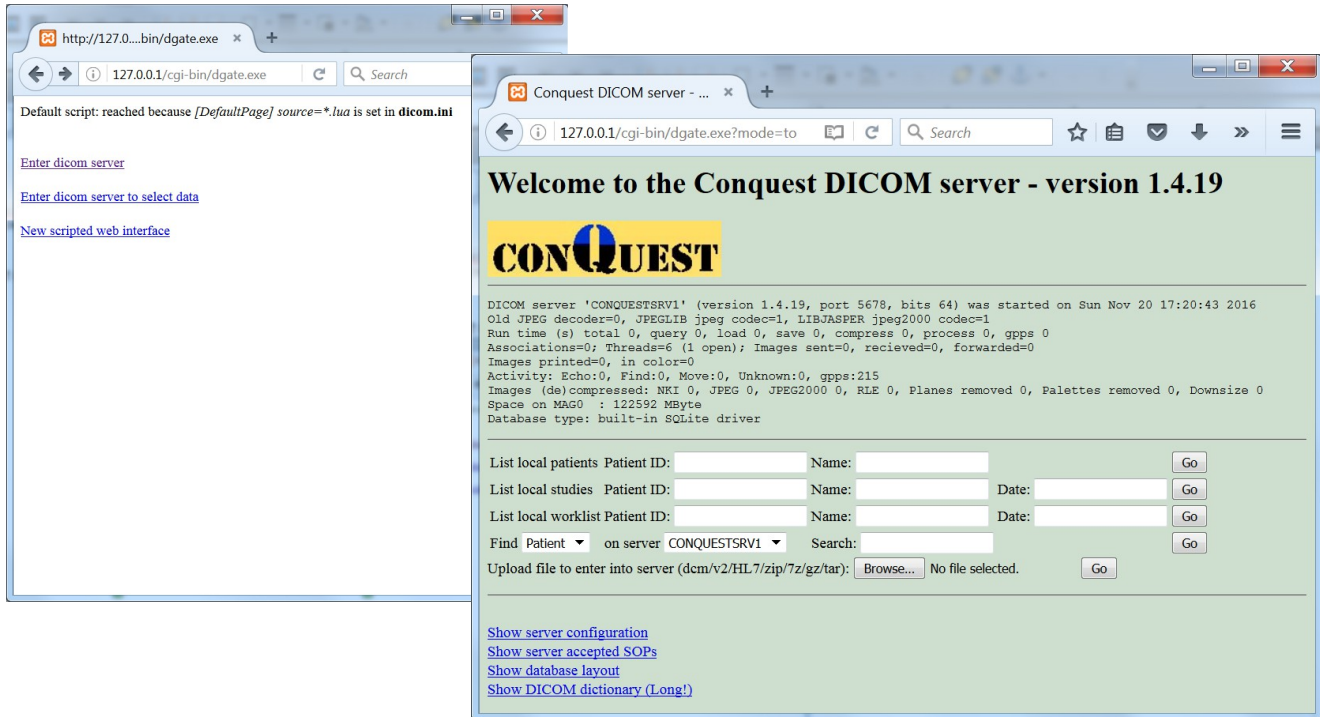 http://127.0....bin/dgate.exe × +
127.0.0.1/cgi-bin/dgate.exe Search
Default script: reached because [DefaultPage] source=*.lua is set in dicom.ini
Enter dicom server
Enter dicom server to select data
New scripted web interface
Conquest DICOM server - ... × +
127.0.0.1/cgi-bin/dgate.exe?mode=to Search
Welcome to the Conquest DICOM server - version 1.4.19
CONQUEST
DICOM server 'CONQUESTSRV1' (version 1.4.19, port 5678, bits 64) was started on Sun Nov 20 17:20:43 2016
Old JPEG decoder=0, JPEGLIB jpeg codec=1, LIBJASPER jpeg2000 codec=1
Run time (s) total 0, query 0, load 0, save 0, compress 0, process 0, gpps 0
Associations=0; Threads=6 (1 open); Images sent=0, recieved=0, forwarded=0
Images printed=0, in color=0
Activity: Echo:0, Find:0, Move:0, Unknown:0, gpps:215
Images (de)compressed: NKI 0, JPEG 0, JPEG2000 0, RLE 0, Planes removed 0, Palettes removed 0, Downsize 0
Space on MAG0 : 122592 MByte
Database type: built-in SQLite driver
List local patients Patient ID: Name: Go
List local studies Patient ID: Name: Date: Go
List local worklist Patient ID: Name: Date: Go
Find Patient on server CONQUESTSRV1 Search: Go
Upload file to enter into server (dcm/v2/HL7/zip/7z/gz/tar): Browse... No file selected. Go
Show server configuration
Show server accepted SOPs
Show database layout
Show DICOM dictionary (Long!)